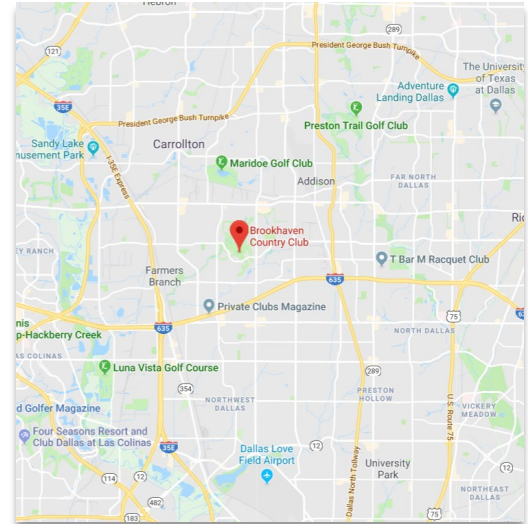 Hebron
289
President George Bush Turnpike
121
The University
of Texas
at Dallas
Adventure
Landing Dallas
35E
President George Bush Turnpike
Preston Trail Golf Club
Sandy Lake
musement Park
Carrollton
I-35E Express
Maridoe Golf Club
Addison
FAR NORTH
DALLAS
Ric
Brookhaven
Country Club
EY RANCH
T Bar M Racquet Club
Farmers
Branch
635
Private Clubs Magazine
75
635
nis
p-Hackberry Creek
NORTH DALLAS
AS COLINAS
Luna Vista Golf Course
289
354
PRESTON
HOLLOW
NORTHWEST
DALLAS
U.S. Route 75
VICKERY
MEADOW
d Golfer Magazine
Four Seasons Resort and
Club Dallas at Las Colinas
35E
12
Dallas Love
Field Airport
Dallas North Tollway
University
Park
114
12
12
NORTHEAST
DALLAS
482
183
75